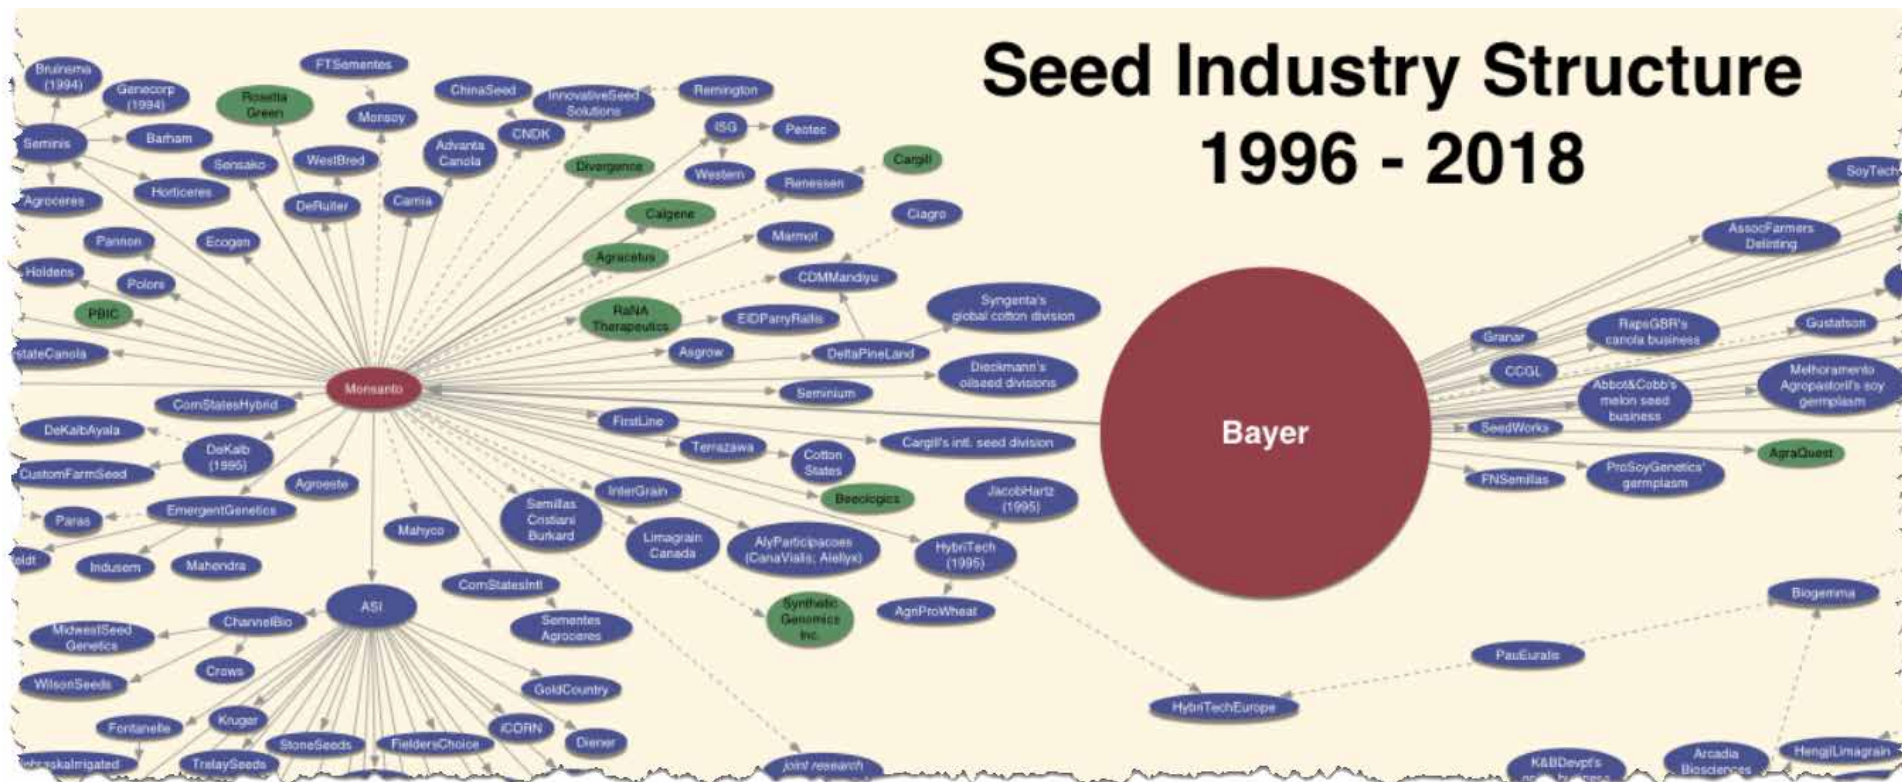 Seed Industry Structure
1996 - 2018
Bruinsma
(1994)
Genecorp
(1994)
Rosetta
Green
FTSementes
Monsoy
ChinaSeed
InnovativeSeed
Solutions
Remington
Seminis
Barham
Sensako
WestBred
Advanta
Canola
CNDK
ISG
Peotec
Divergence
Western
Renessen
Cargill
SoyTech
Agroceres
Horticeres
DeRuiter
Carnia
Calgene
Ciagro
Pannon
Ecogen
Marmot
AssocFarmers
Delinting
Holdens
Polors
Agracetus
CDMMandiyu
PBIC
RaNA
Therapeutics
EIDParryRallis
Syngenta's
global cotton division
stateCanola
Asgrow
DeltaPineLand
Granar
RapsGBR's
canola business
Gustafson
Monsanto
Seminium
Dieckmann's
oilseed divisions
CCGL
Abbot&Cobb's
melon seed
business
Melhoramento
Agropastoril's soy
germplasm
CornStatesHybrid
FirstLine
Bayer
SeedWorks
DeKalbAyala
DeKalb
(1995)
Terrazawa
Cotton
States
Cargill's intl. seed division
AgraQuest
CustomFarmSeed
Agroeste
InterGrain
Beeologics
JacobHartz
(1995)
FNSemillas
ProSoyGenetics'
germplasm
Paras
EmergentGenetics
Mahyco
Semillas
Cristiani
Burkard
Limagrain
Canada
AlyParticipacoes
(CanaVialis; Alellyx)
HybriTech
(1995)
Indusem
Mahendra
CornStatesIntl
ASI
Synthetic
Genomics
Inc.
AgriProWheat
Biogemma
MidwestSeed
Genetics
ChannelBio
Sementes
Agroceres
Crows
PauEuralis
WilsonSeeds
GoldCountry
HybriTechEurope
Fontanelle
Kruger
StoneSeeds
FieldersChoice
iCORN
Diener
TrelaySeeds
joint research
K&BDevpt's
Arcadia
Biosciences
HengjiLimagrain